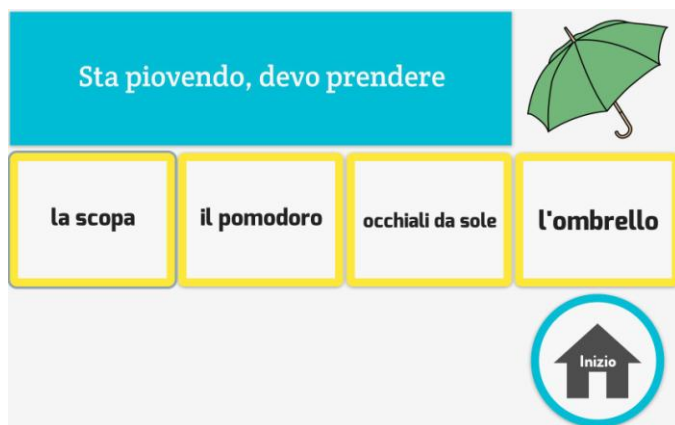 Sta piovendo, devo prendere
la scopa
il pomodoro
occhiali da sole
l'ombrello
Inizio